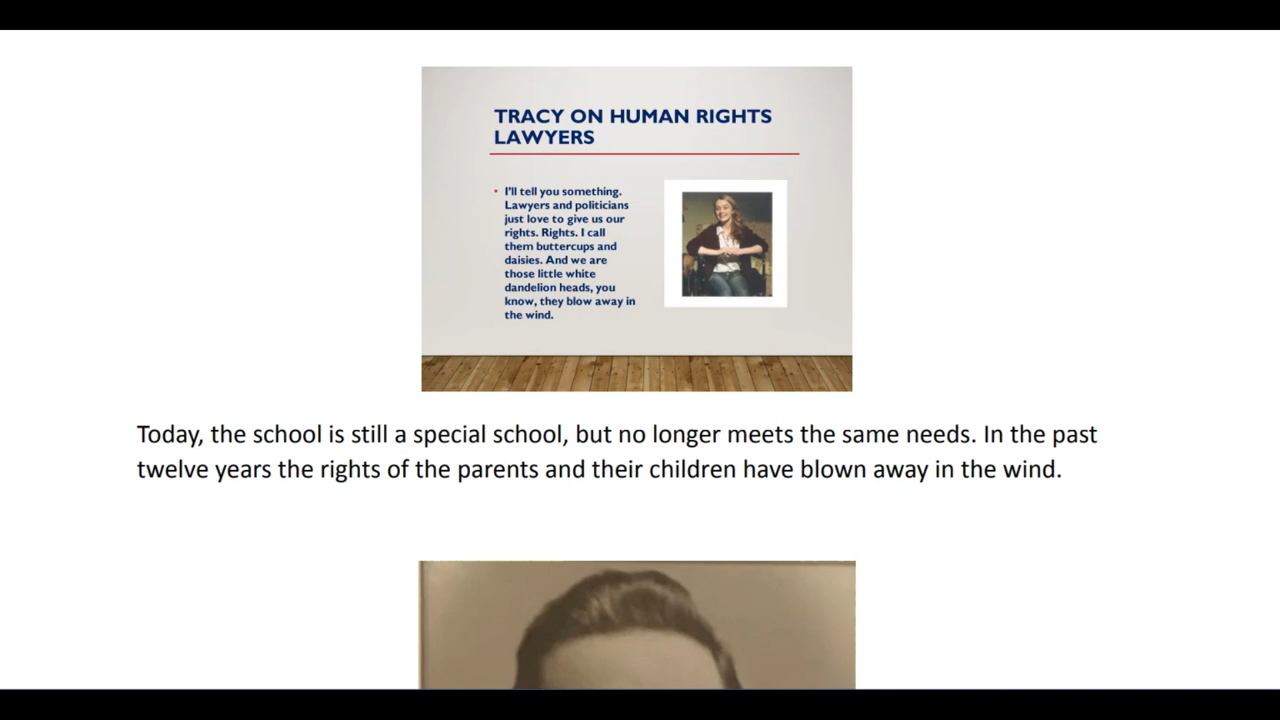 TRACY ON HUMAN RIGHTS
LAWYERS
• I'll tell you something.
Lawyers and politicians
just love to give us our
rights. Rights. I call
them buttercups and
daisies. And we are
those little white
dandelion heads, you
know, they blow away in
the wind.
Today, the school is still a special school, but no longer meets the same needs. In the past
twelve years the rights of the parents and their children have blown away in the wind.